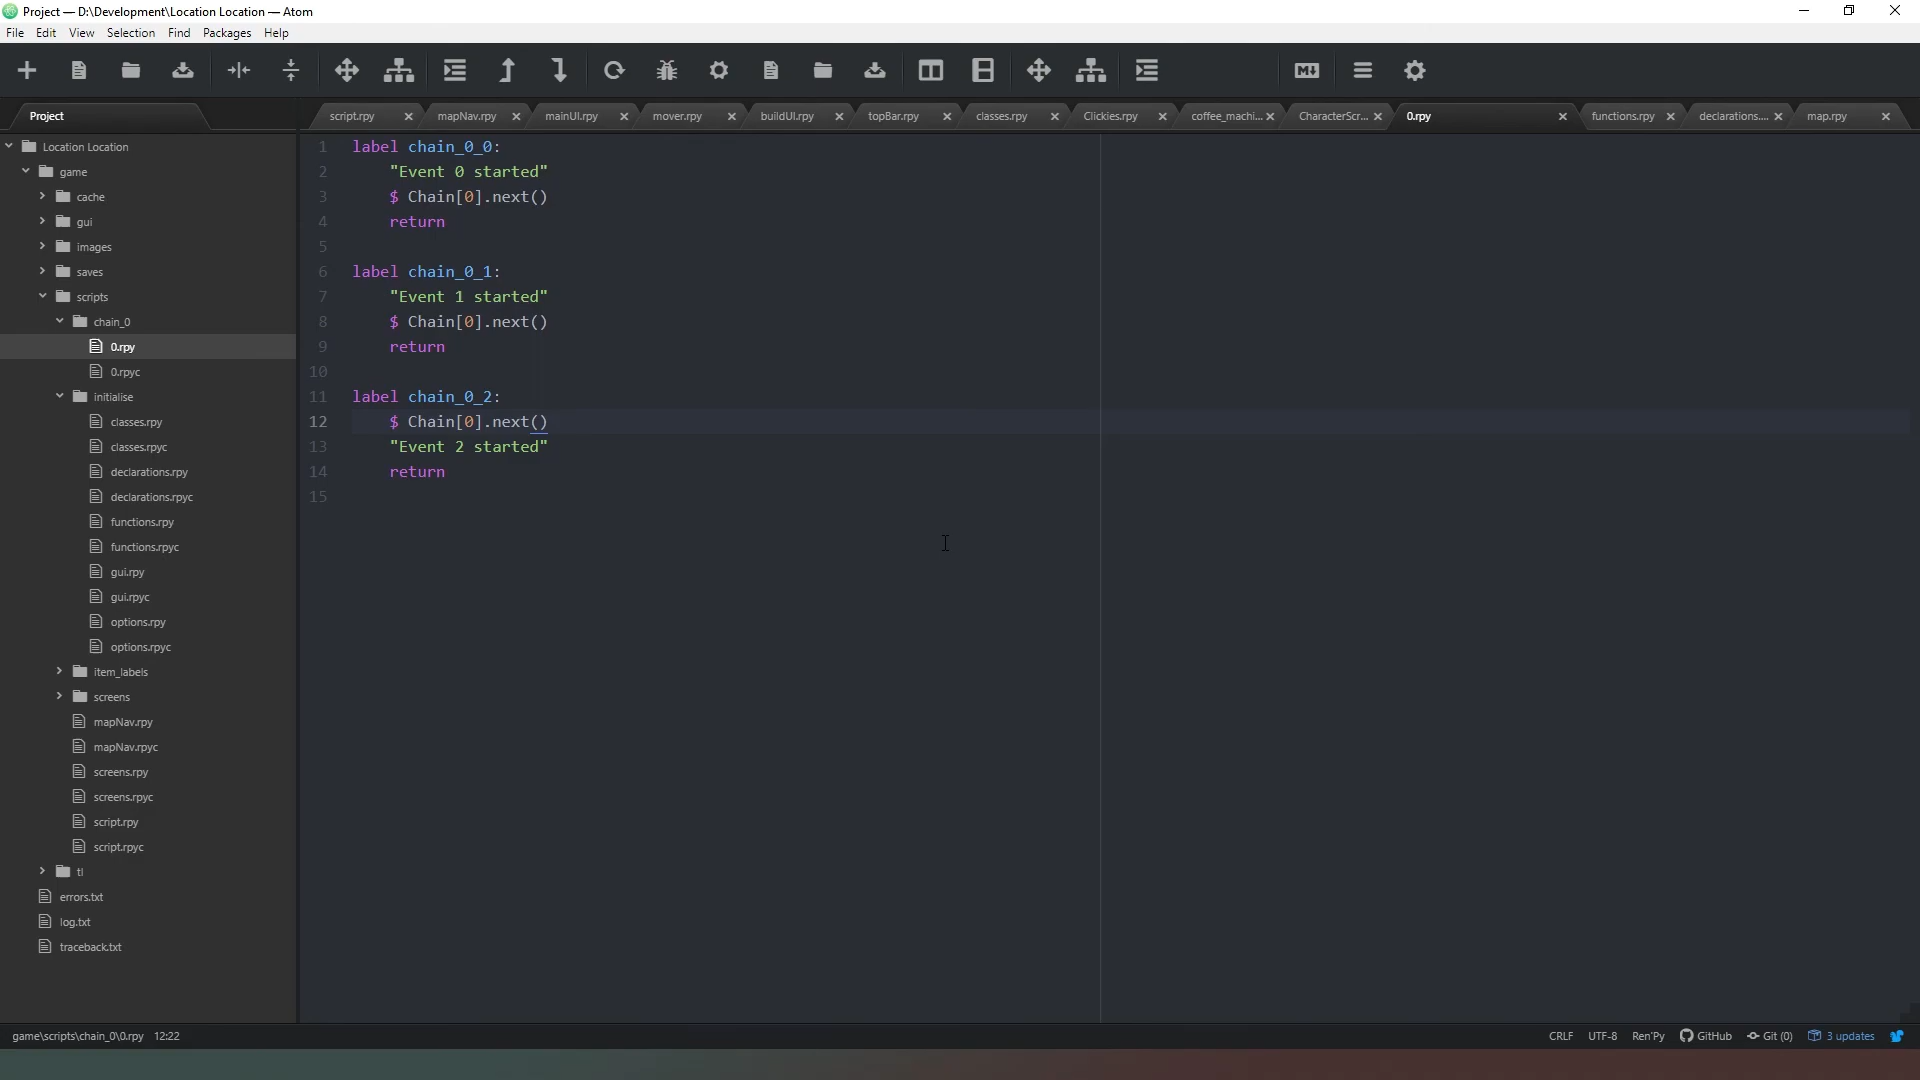 Project — D:\Development\Location Location — Atom
File Edit View Selection Find Packages Help
Project
script.rpy mapNav.rpy mainUI.rpy mover.rpy buildUI.rpy topBar.rpy classes.rpy Clickies.rpy coffee_machi... CharacterScr... 0.rpy functions.rpy declarations.... map.rpy
Location Location
game
cache
gui
images
saves
scripts
chain_0
0.rpy
0.rpyc
initialise
classes.rpy
classes.rpyc
declarations.rpy
declarations.rpyc
functions.rpy
functions.rpyc
gui.rpy
gui.rpyc
options.rpy
options.rpyc
item_labels
screens
mapNav.rpy
mapNav.rpyc
screens.rpy
screens.rpyc
script.rpy
script.rpyc
tl
errors.txt
log.txt
traceback.txt
1 label chain_0_0:
2 "Event 0 started"
3 $ Chain[0].next()
4 return
5
6 label chain_0_1:
7 "Event 1 started"
8 $ Chain[0].next()
9 return
10
11 label chain_0_2:
12 $ Chain[0].next()
13 "Event 2 started"
14 return
15
game\scripts\chain_0\0.rpy 12:22 CRLF UTF-8 Ren'Py GitHub Git (0) 3 updates